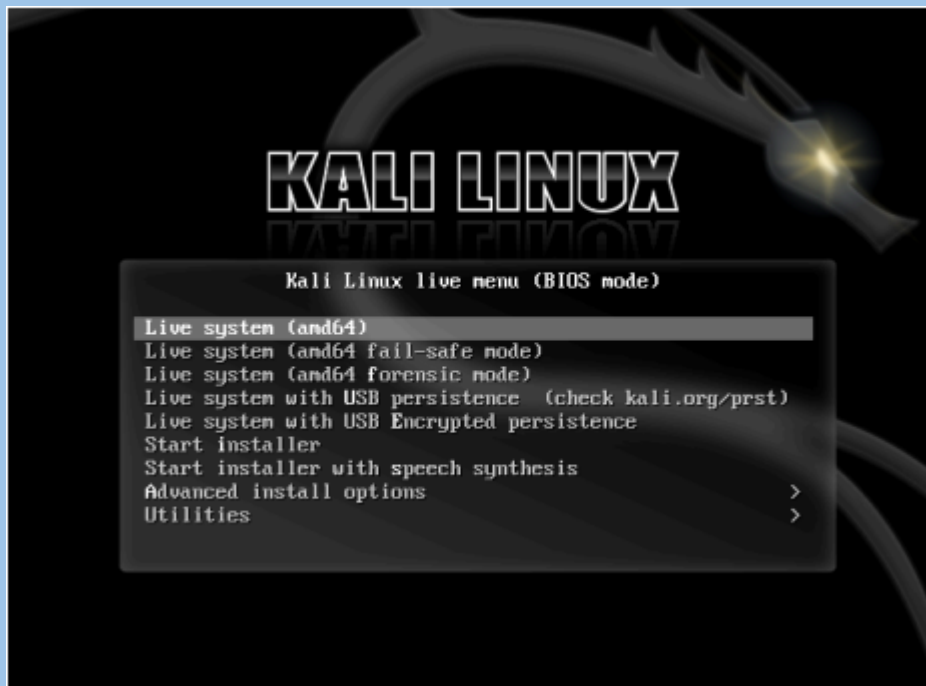 KALI LINUX
Kali Linux live menu (BIOS mode)
Live system (amd64)
Live system (amd64 fail-safe mode)
Live system (amd64 forensic mode)
Live system with USB persistence (check kali.org/prst)
Live system with USB Encrypted persistence
Start installer
Start installer with speech synthesis
Advanced install options >
Utilities >